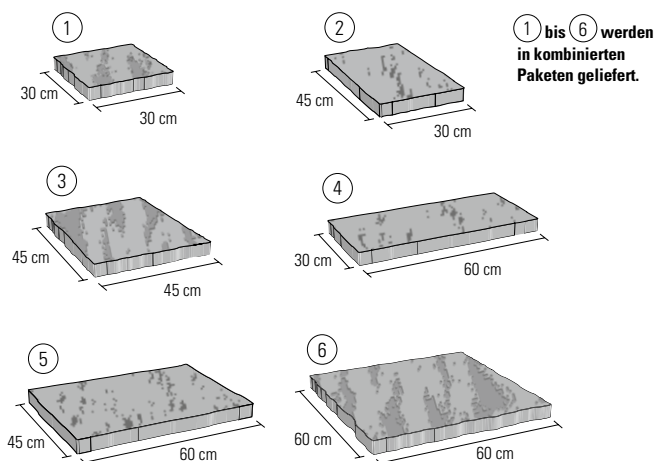 1
30 cm
30 cm
2
45 cm
30 cm
1 bis 6 werden
in kombinierten
Paketen geliefert.
3
45 cm
45 cm
4
30 cm
60 cm
5
45 cm
60 cm
6
60 cm
60 cm